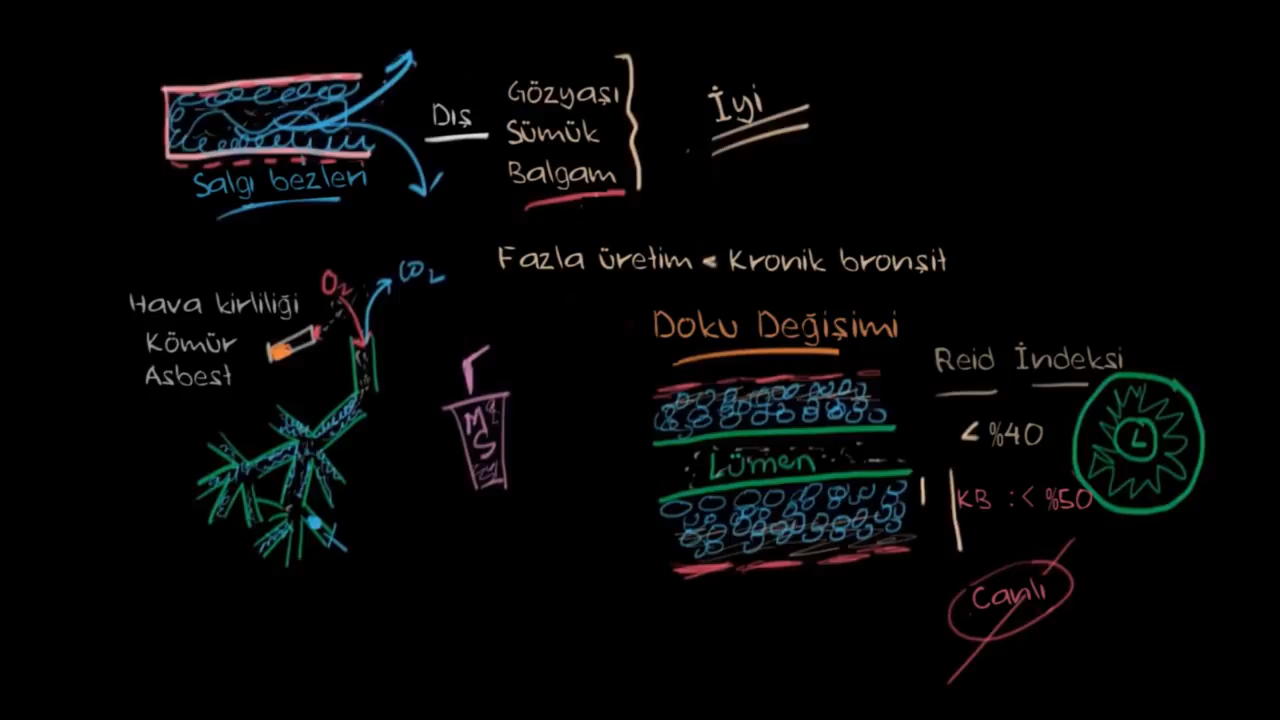 Dış
Gözyaşı
Sümük
Balgam
İyi
Salgı bezleri
Fazla üretim < Kronik bronşit
O2
CO2
Hava kirliliği
Kömür
Asbest
Doku Değişimi
Reid İndeksi
< %40
L
Lümen
KB : < %50
Canlı